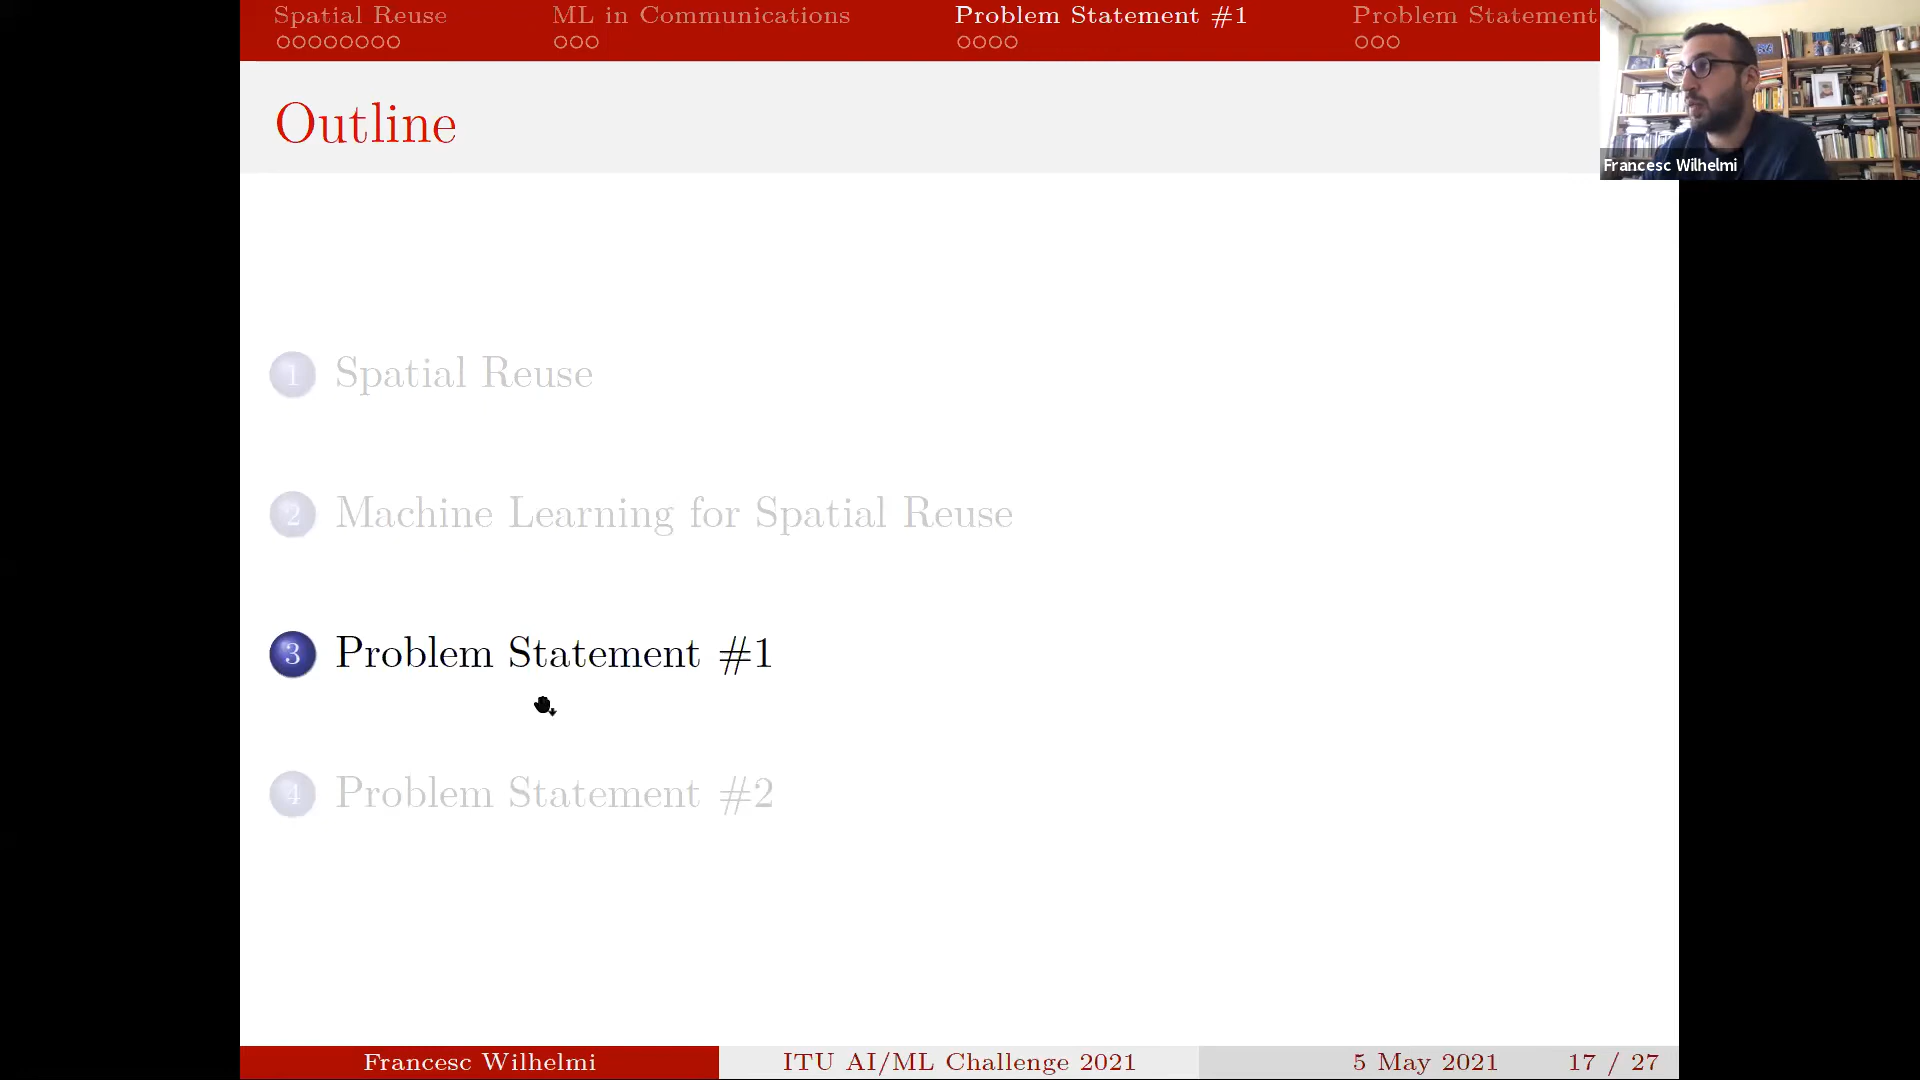 Spatial Reuse
ML in Communications
Problem Statement #1
Problem Statement
Outline
Francesc Wilhelmi
1 Spatial Reuse
2 Machine Learning for Spatial Reuse
3 Problem Statement #1
4 Problem Statement #2
Francesc Wilhelmi
ITU AI/ML Challenge 2021
5 May 2021
17 / 27